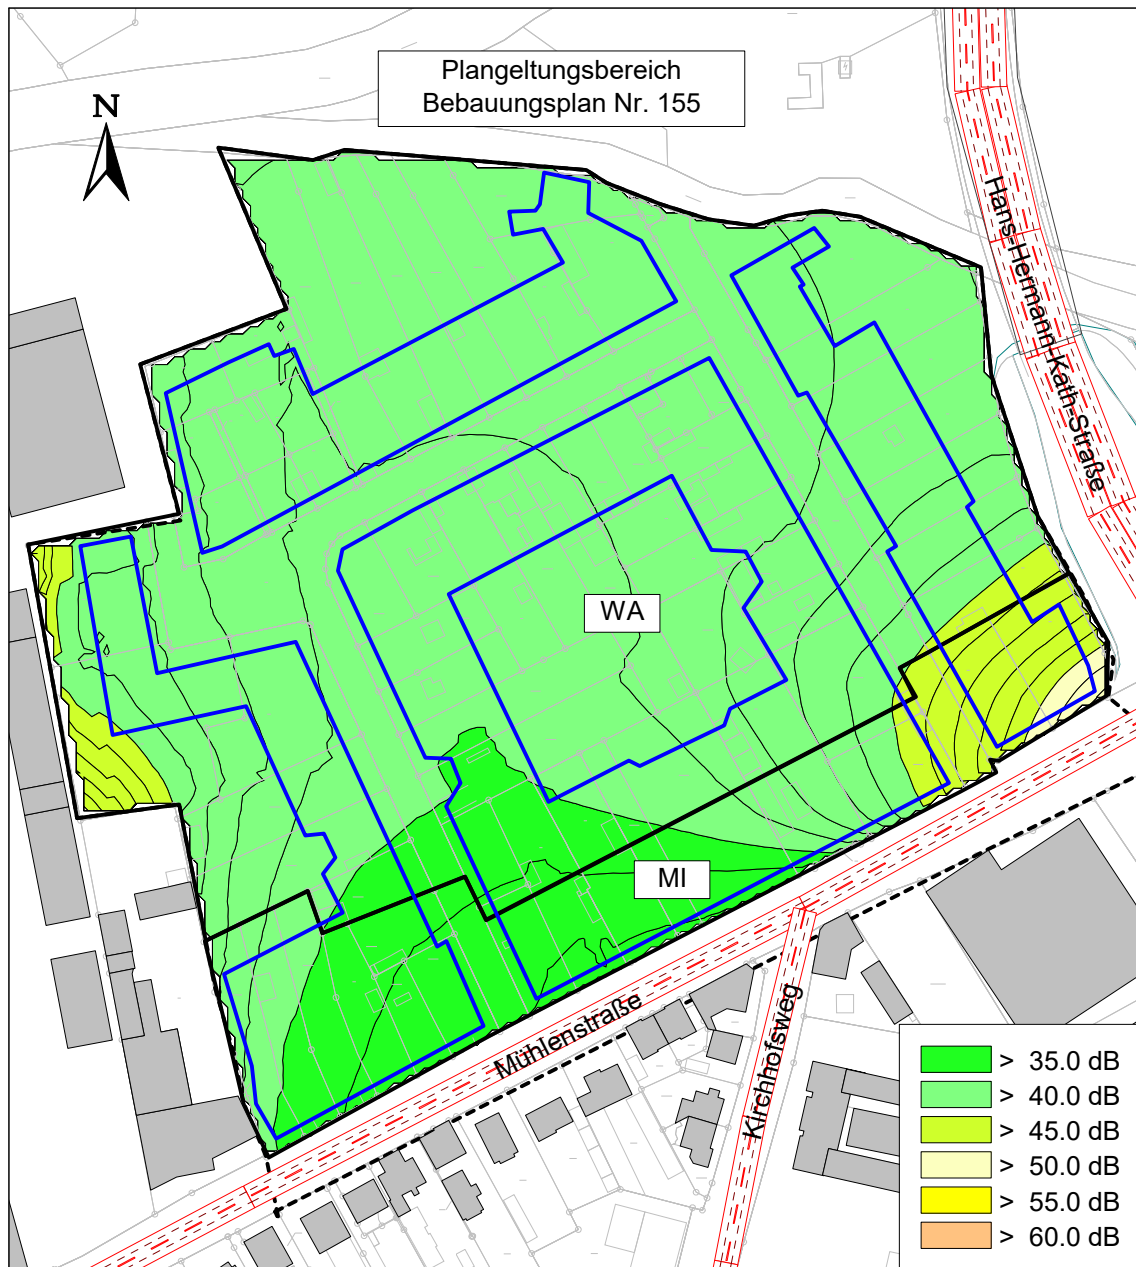 Plangeltungsbereich
Bebauungsplan Nr. 155
N
Hans-Hermann-Kath-Straße
WA
MI
Mühlenstraße
Kirchhofsweg
> 35.0 dB
> 40.0 dB
> 45.0 dB
> 50.0 dB
> 55.0 dB
> 60.0 dB